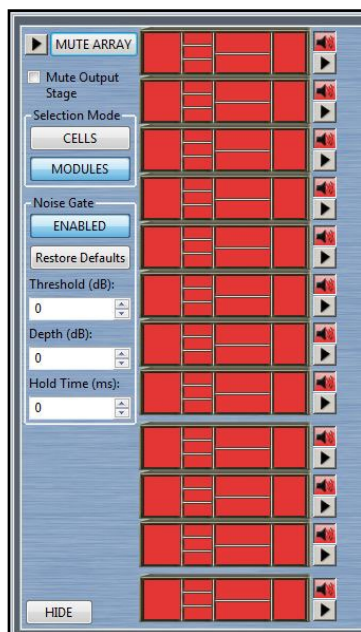 MUTE ARRAY
Mute Output
Stage
Selection Mode
CELLS
MODULES
Noise Gate
ENABLED
Restore Defaults
Threshold (dB):
0
Depth (dB):
0
Hold Time (ms):
0
HIDE